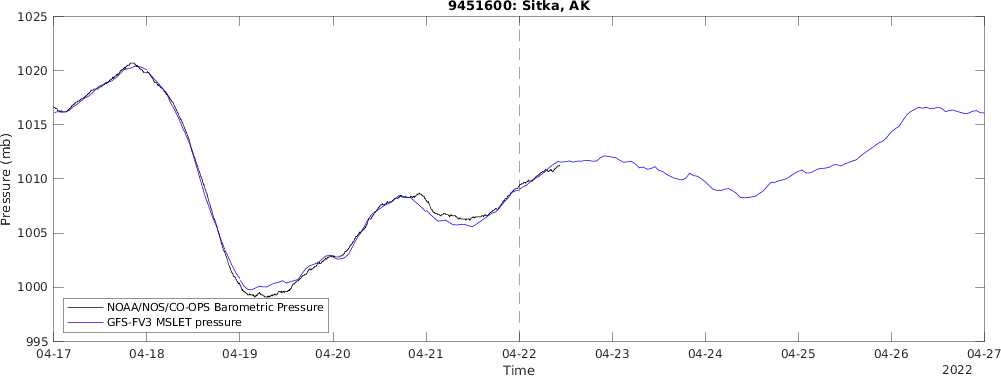 9451600: Sitka, AK
1025
1020
1015
1010
1005
1000
995
Pressure (mb)
NOAA/NOS/CO-OPS Barometric Pressure
GFS-FV3 MSLET pressure
04-17 04-18 04-19 04-20 04-21 04-22 04-23 04-24 04-25 04-26 04-27
Time
2022